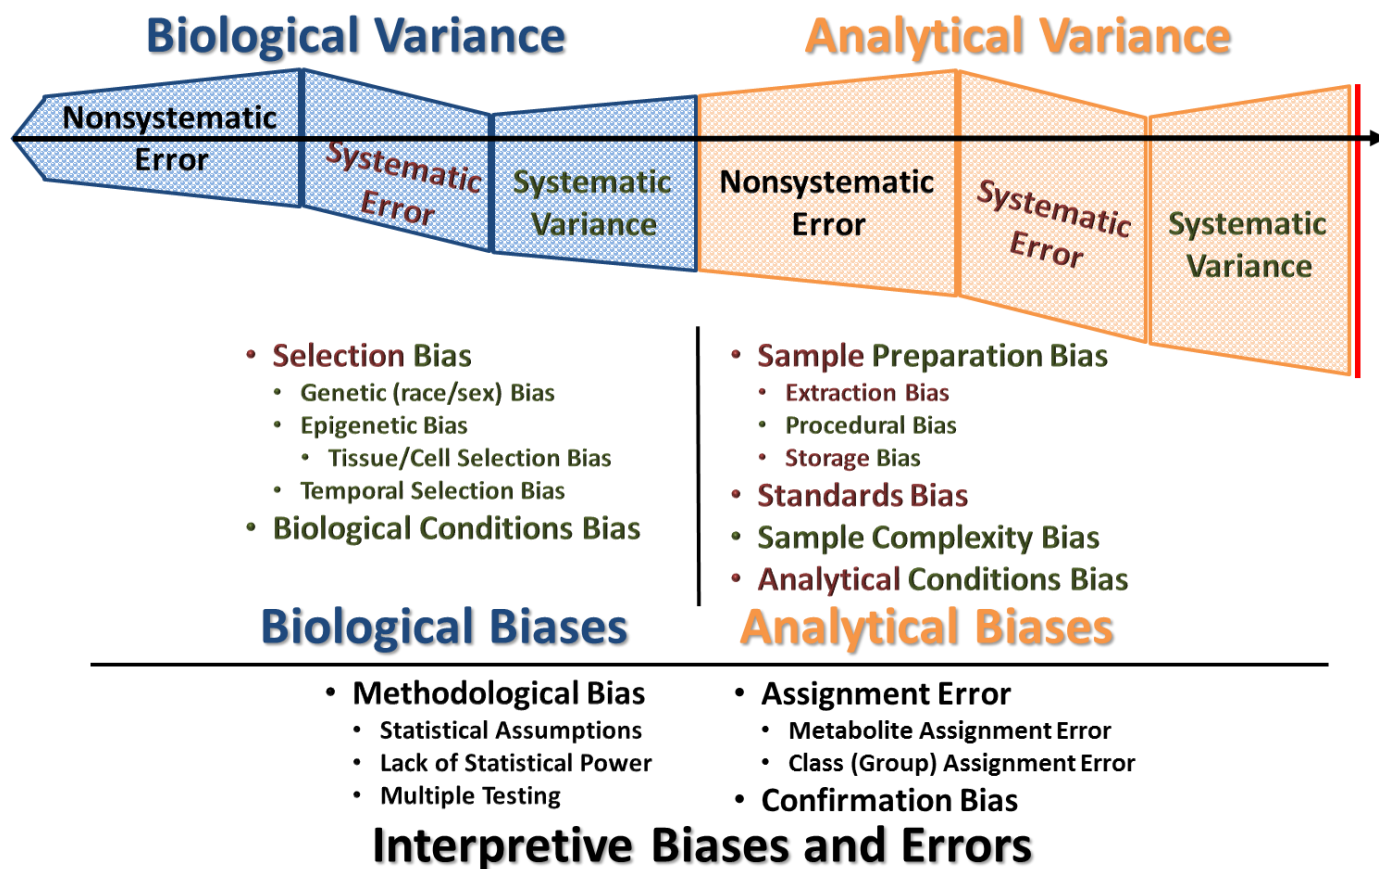 Biological Variance
Analytical Variance
Nonsystematic
Error
Systematic
Error
Systematic
Variance
Nonsystematic
Error
Systematic
Error
Systematic
Variance
• Selection Bias
• Genetic (race/sex) Bias
• Epigenetic Bias
• Tissue/Cell Selection Bias
• Temporal Selection Bias
• Biological Conditions Bias
Biological Biases
• Sample Preparation Bias
• Extraction Bias
• Procedural Bias
• Storage Bias
• Standards Bias
• Sample Complexity Bias
• Analytical Conditions Bias
Analytical Biases
• Methodological Bias
• Statistical Assumptions
• Lack of Statistical Power
• Multiple Testing
• Assignment Error
• Metabolite Assignment Error
• Class (Group) Assignment Error
• Confirmation Bias
Interpretive Biases and Errors